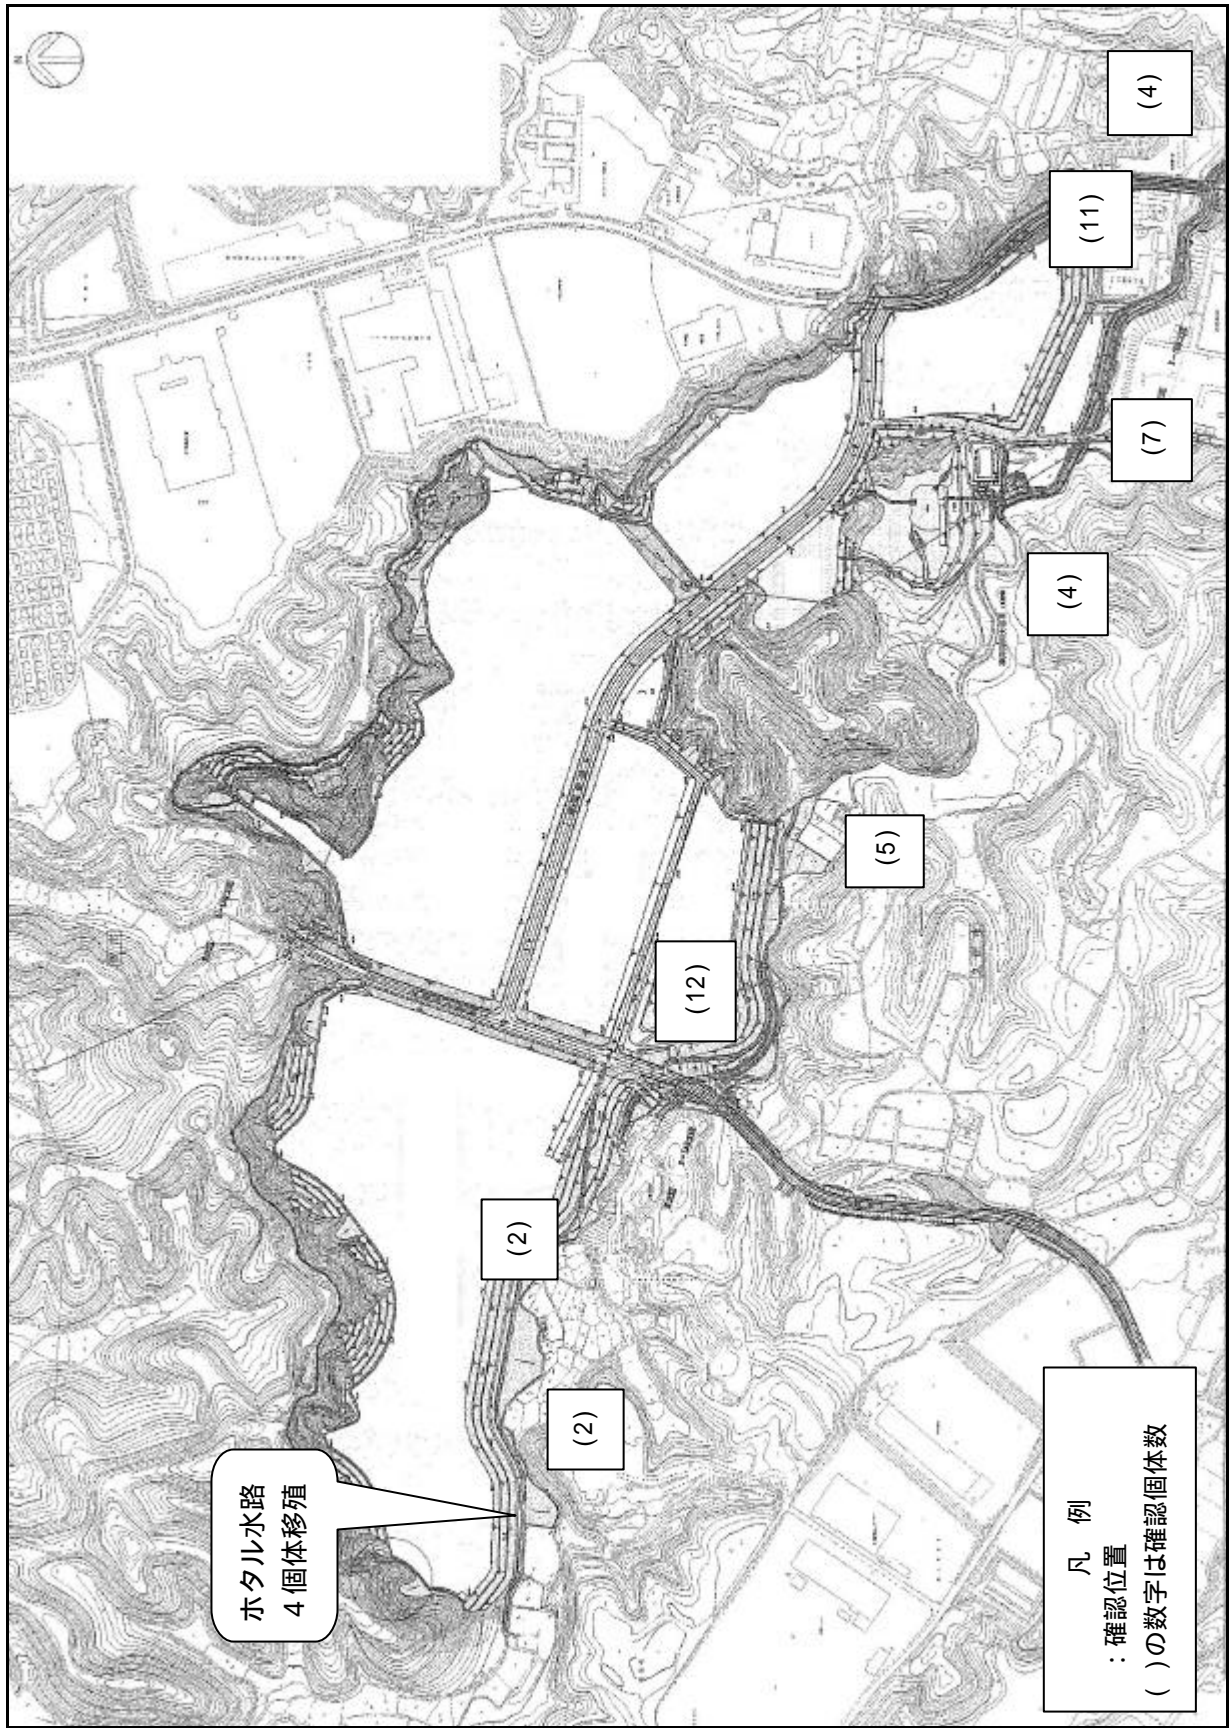 N
ホタル水路
4個体移殖
(2)
(2)
(12)
(5)
(4)
(7)
(11)
(4)
凡 例
：確認位置
( )の数字は確認個体数